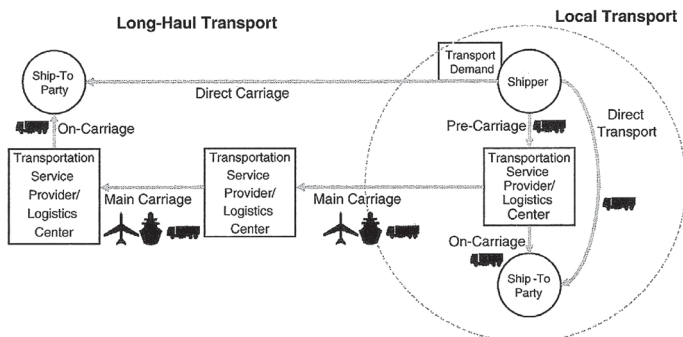 Long-Haul Transport
Local Transport
Ship-To
Party
Transport
Demand
Shipper
Direct Carriage
On-Carriage
Pre-Carriage
Direct
Transport
Transportation
Service
Provider/
Logistics
Center
Main Carriage
Transportation
Service
Provider/
Logistics
Center
Main Carriage
Transportation
Service
Provider/
Logistics
Center
On-Carriage
Ship-To
Party